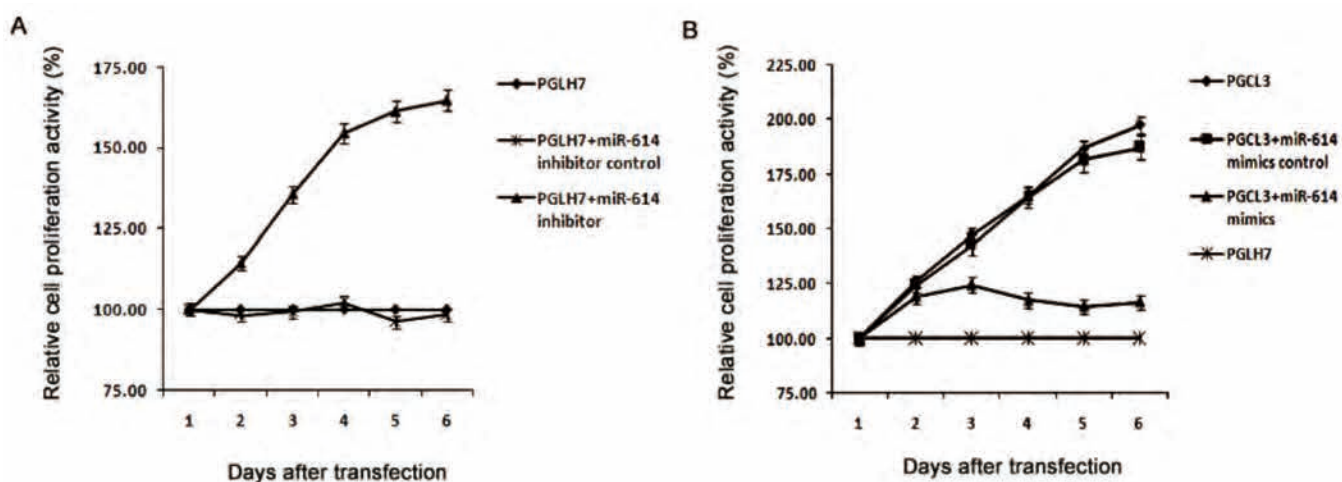 A
Relative cell proliferation activity (%)
175.00
150.00
125.00
100.00
75.00
1 2 3 4 5 6
Days after transfection
PGLH7
PGLH7+miR-614
inhibitor control
PGLH7+miR-614
inhibitor
B
Relative cell proliferation activity (%)
225.00
200.00
175.00
150.00
125.00
100.00
75.00
1 2 3 4 5 6
Days after transfection
PGCL3
PGCL3+miR-614
mimics control
PGCL3+miR-614
mimics
PGLH7